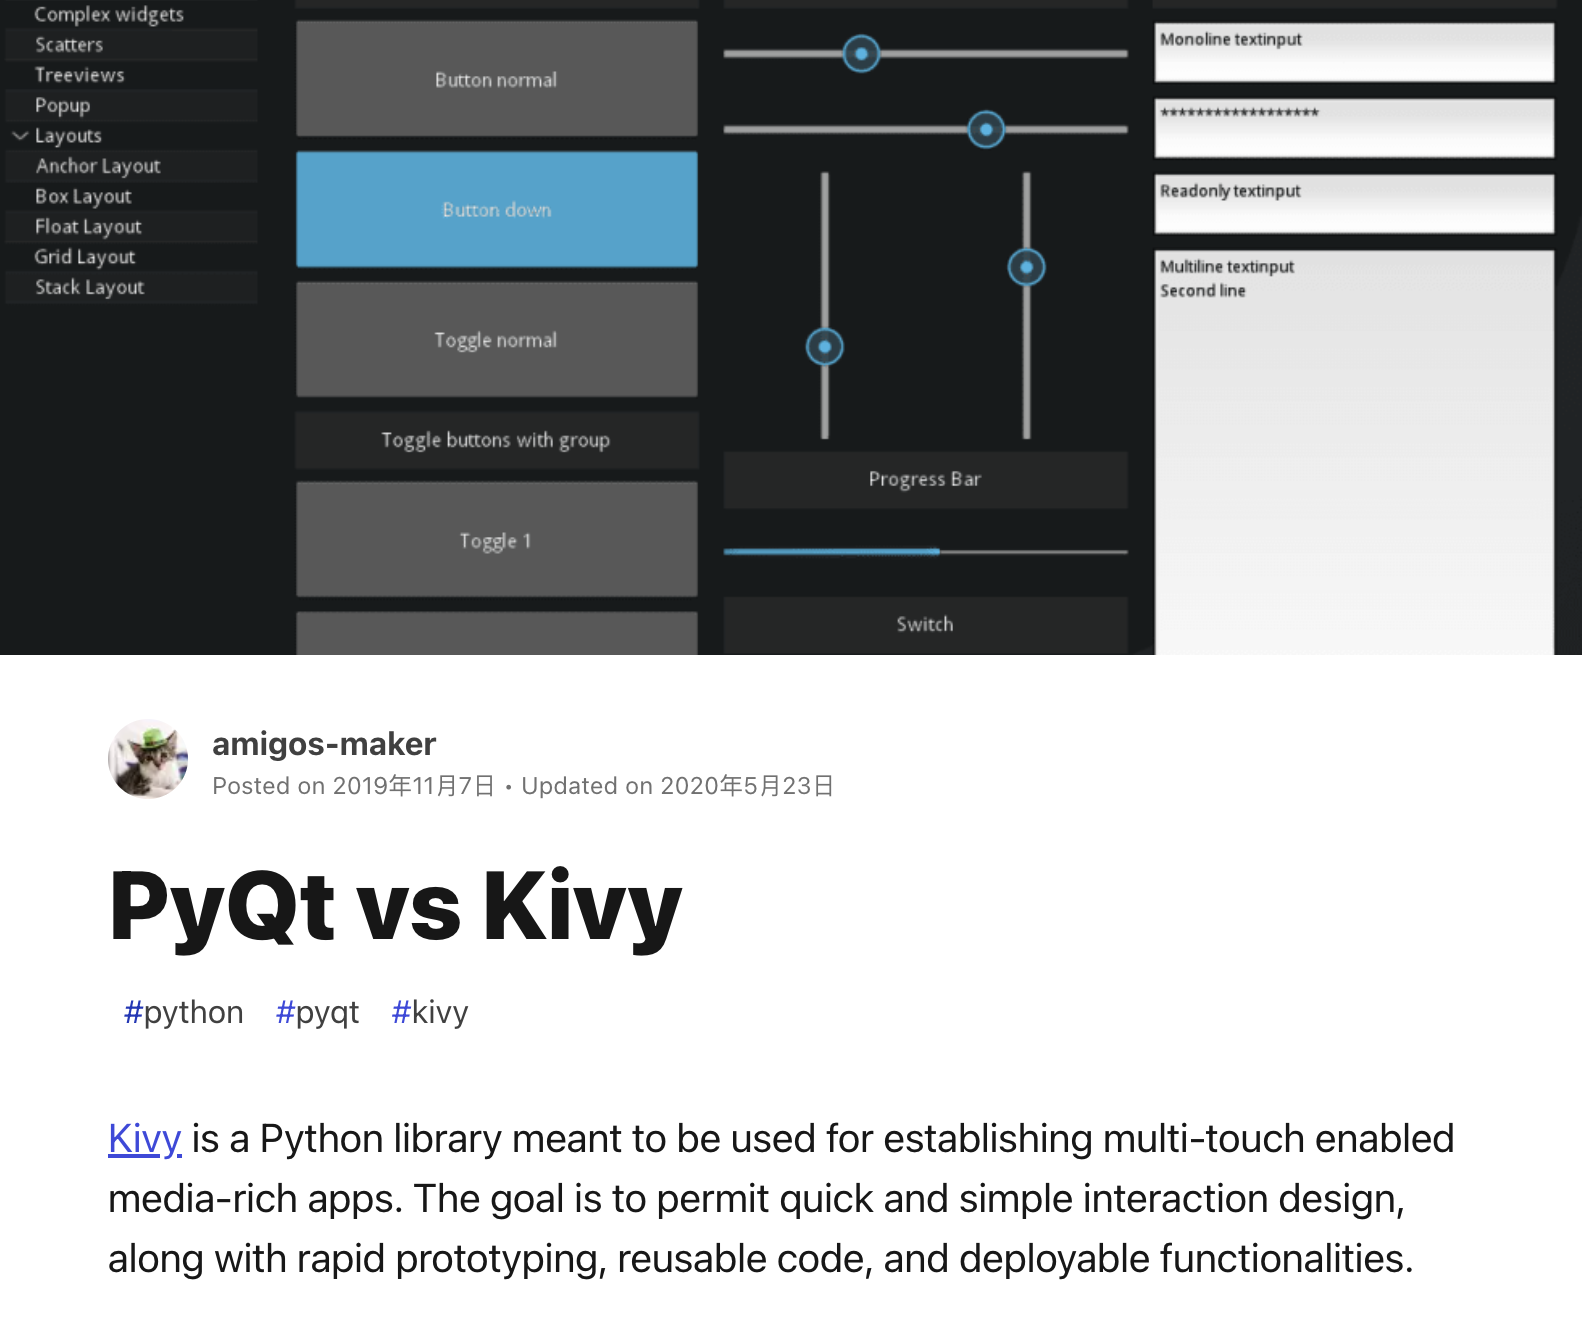 Complex widgets
Scatters
Treeviews
Popup
Layouts
Anchor Layout
Box Layout
Float Layout
Grid Layout
Stack Layout
Button normal
Button down
Toggle normal
Toggle buttons with group
Toggle 1
Progress Bar
Switch
Monoline textinput
*******************
Readonly textinput
Multiline textinput
Second line
amigos-maker
Posted on 2019年11月7日 • Updated on 2020年5月23日
PyQt vs Kivy
#python #pyqt #kivy
Kivy is a Python library meant to be used for establishing multi-touch enabled
media-rich apps. The goal is to permit quick and simple interaction design,
along with rapid prototyping, reusable code, and deployable functionalities.